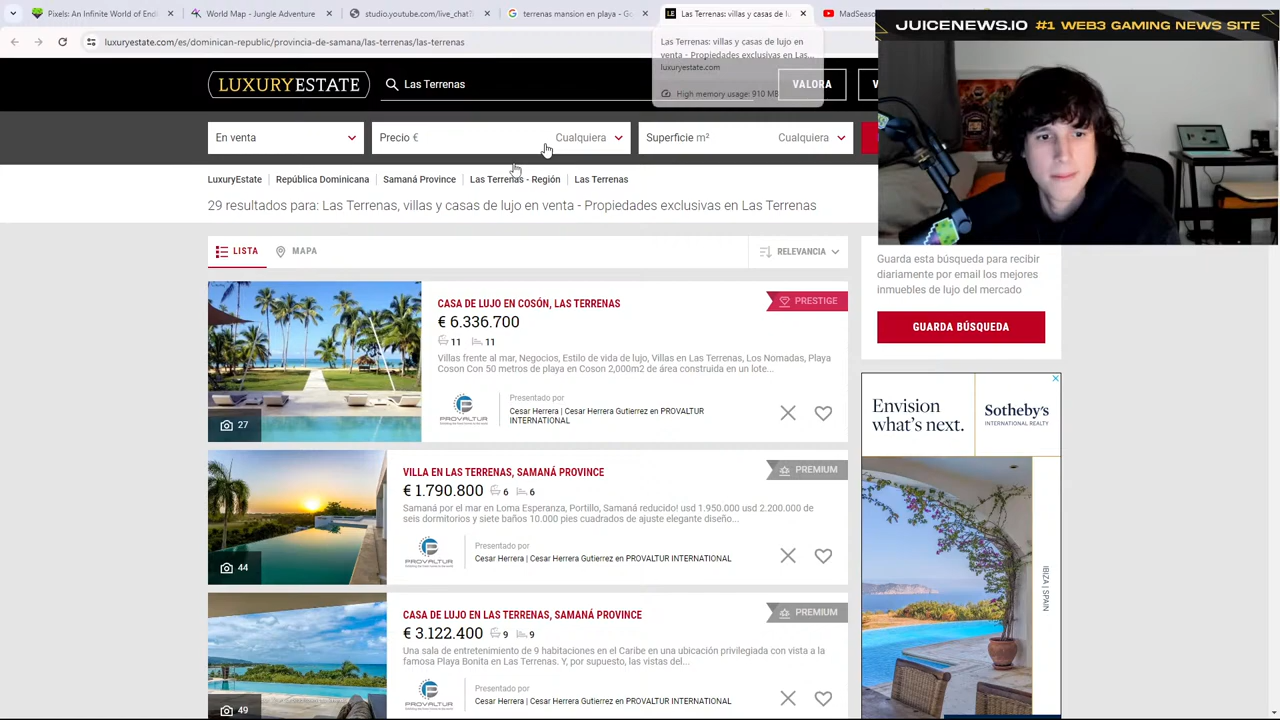 Pixels: An infinite, open-world
World Map - Jungle Adventure
studio.youtube.com/live_
terrenas mansion en playa - Go
Las Terrenas: villas y casas de l
MadSeason
luxuryestate.com
Las Terrenas: villas y casas de lujo en
venta - Propiedades exclusivas en Las...
luxuryestate.com
High memory usage: 910 MB
JUICENEWS.IO #1 WEB3 GAMING NEWS SITE
LUXURYESTATE
Las Terrenas
VALORA
V
En venta
Precio €
Cualquiera
Superficie m²
Cualquiera
LuxuryEstate
República Dominicana
Samaná Province
Las Terrenas - Región
Las Terrenas
29 resultados para: Las Terrenas, villas y casas de lujo en venta - Propiedades exclusivas en Las Terrenas
LISTA
MAPA
RELEVANCIA
CASA DE LUJO EN COSÓN, LAS TERRENAS
PRESTIGE
€ 6.336.700
11
11
Villas frente al mar, Negocios, Estilo de vida de lujo, Villas en Las Terrenas, Los Nomadas, Playa
Coson Con 50 metros de playa en Coson 2,000m2 de área construida en un lote...
PROVALTUR
Presentado por
Cesar Herrera | Cesar Herrera Gutierrez en PROVALTUR
INTERNATIONAL
27
VILLA EN LAS TERRENAS, SAMANÁ PROVINCE
PREMIUM
€ 1.790.800
6
6
Samaná por el mar en Loma Esperanza, Portillo, Samaná reducido! usd 1.950.000 usd 2.200.000 de
seis dormitorios y siete baños 10.000 pies cuadrados de ajuste elegante diseño...
PROVALTUR
Presentado por
Cesar Herrera | Cesar Herrera Gutierrez en PROVALTUR INTERNATIONAL
44
CASA DE LUJO EN LAS TERRENAS, SAMANÁ PROVINCE
PREMIUM
€ 3.122.400
9
9
Una sala de entretenimiento de 9 habitaciones en el Caribe en una ubicación privilegiada con vista a la
famosa Playa Bonita en Las Terrenas. Y, por supuesto, las vistas del...
PROVALTUR
Presentado por
Cesar Herrera | Cesar Herrera Gutierrez en PROVALTUR INTERNATIONAL
49
Guarda esta búsqueda para recibir
diariamente por email los mejores
inmuebles de lujo del mercado
GUARDA BÚSQUEDA
Envision
what's next.
Sotheby's
INTERNATIONAL REALTY
IBIZA | SPAIN